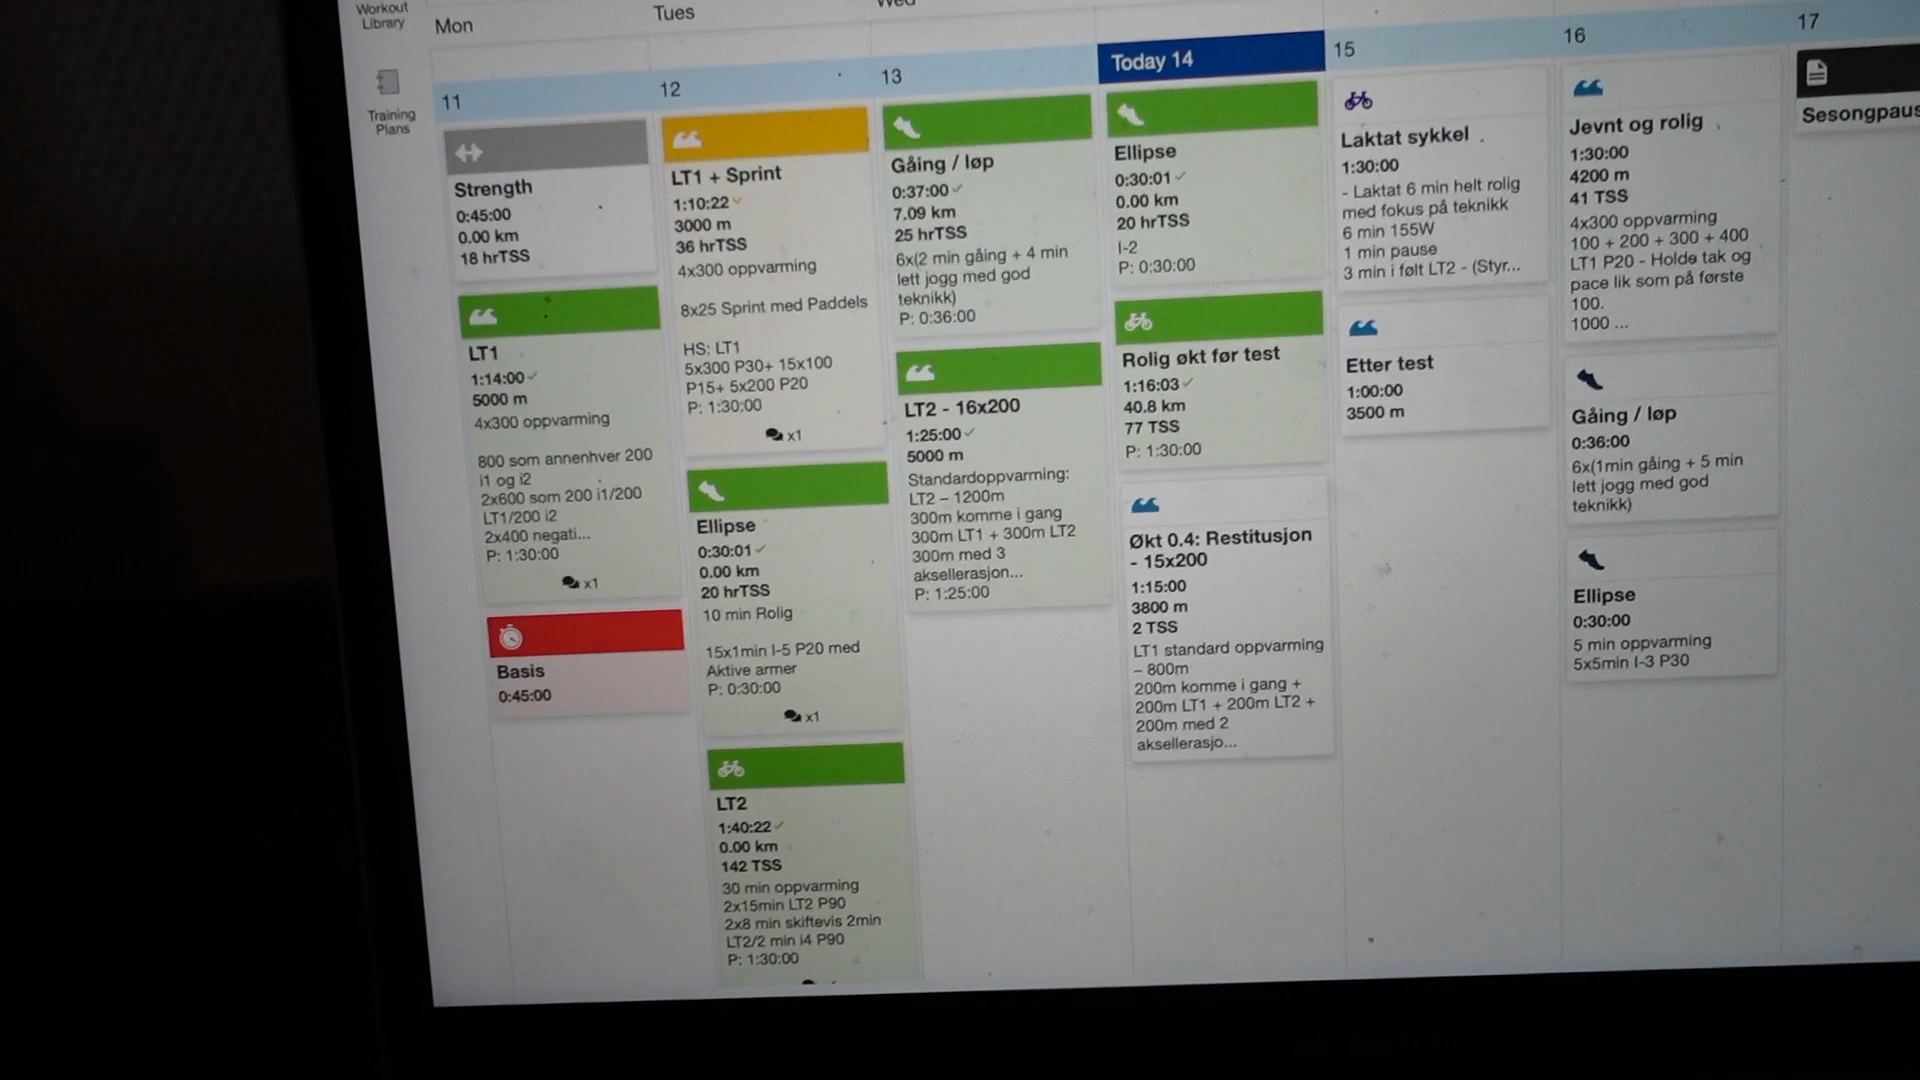 Workout
Library
Training
Plans
Mon
Tues
Wed
11
Strength
0:45:00
0.00 km
18 hrTSS
LT1
1:14:00
5000 m
4x300 oppvarming
800 som annenhver 200
i1 og i2
2x600 som 200 i1/200
LT1/200 i2
2x400 negati...
P: 1:30:00
x1
Basis
0:45:00
12
LT1 + Sprint
1:10:22
3000 m
36 hrTSS
4x300 oppvarming
8x25 Sprint med Paddels
HS: LT1
5x300 P30+ 15x100
P15+ 5x200 P20
P: 1:30:00
x1
Ellipse
0:30:01
0.00 km
20 hrTSS
10 min Rolig
15x1min I-5 P20 med
Aktive armer
P: 0:30:00
x1
LT2
1:40:22
0.00 km
142 TSS
30 min oppvarming
2x15min LT2 P90
2x8 min skiftevis 2min
LT2/2 min i4 P90
P: 1:30:00
13
Gåing / løp
0:37:00
7.09 km
25 hrTSS
6x(2 min gåing + 4 min
lett jogg med god
teknikk)
P: 0:36:00
LT2 - 16x200
1:25:00
5000 m
Standardoppvarming:
LT2 – 1200m
300m komme i gang
300m LT1 + 300m LT2
300m med 3
aksellerasjon...
P: 1:25:00
Today 14
Ellipse
0:30:01
0.00 km
20 hrTSS
I-2
P: 0:30:00
Rolig økt før test
1:16:03
40.8 km
77 TSS
P: 1:30:00
Økt 0.4: Restitusjon
- 15x200
1:15:00
3800 m
2 TSS
LT1 standard oppvarming
– 800m
200m komme i gang +
200m LT1 + 200m LT2 +
200m med 2
aksellerasjo...
15
Laktat sykkel
1:30:00
- Laktat 6 min helt rolig
med fokus på teknikk
6 min 155W
1 min pause
3 min i følt LT2 - (Styr...
Etter test
1:00:00
3500 m
16
Jevnt og rolig
1:30:00
4200 m
41 TSS
4x300 oppvarming
100 + 200 + 300 + 400
LT1 P20 - Holde tak og
pace lik som på første
100.
1000 ...
Gåing / løp
0:36:00
6x(1min gåing + 5 min
lett jogg med god
teknikk)
Ellipse
0:30:00
5 min oppvarming
5x5min I-3 P30
17
Sesongpaus